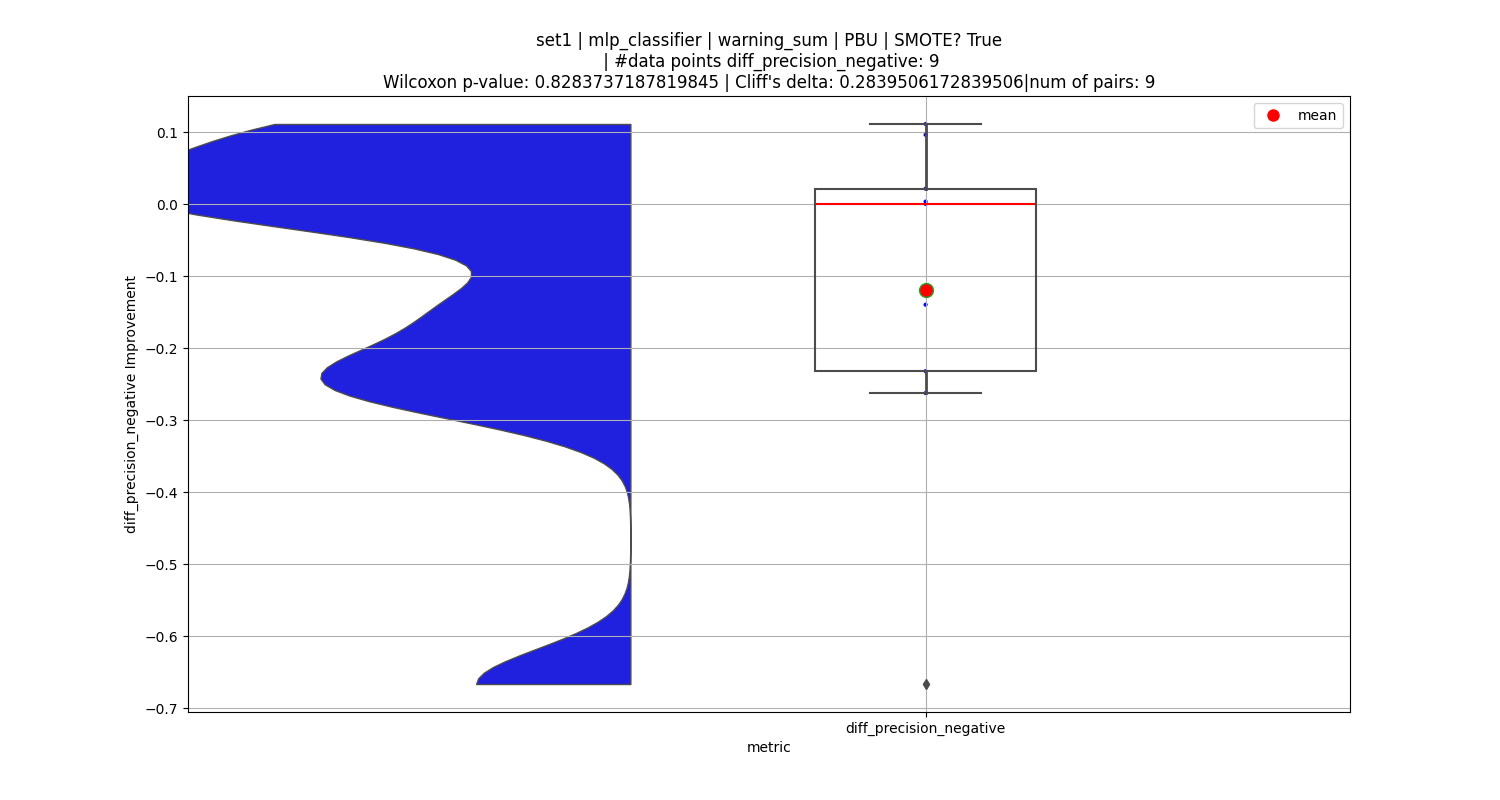 set1 | mlp_classifier | warning_sum | PBU | SMOTE? True
| #data points diff_precision_negative: 9
Wilcoxon p-value: 0.8283737187819845 | Cliff's delta: 0.2839506172839506|num of pairs: 9
mean
0.1
0.0
−0.1
−0.2
−0.3
−0.4
−0.5
−0.6
−0.7
diff_precision_negative Improvement
diff_precision_negative
metric